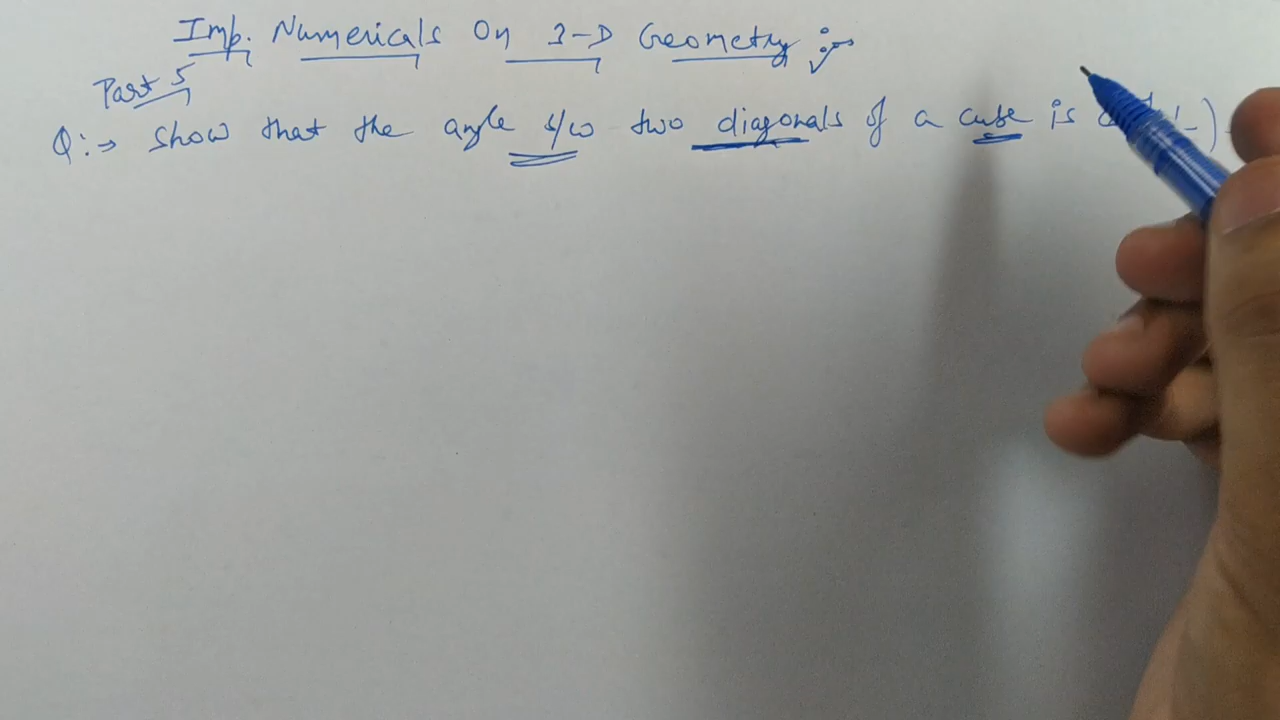 Imp. Numericals On 3-D Geometry :-
Part 5
Q:→ Show that the angle b/w two diagonals of a cube is